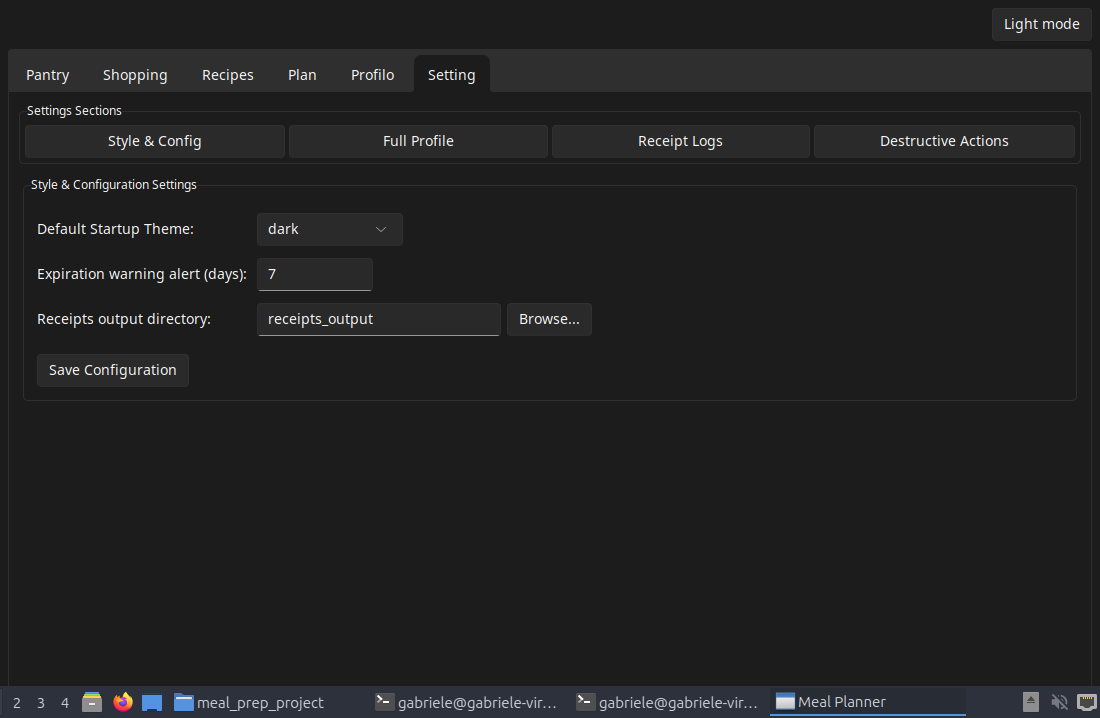 Light mode
Pantry Shopping Recipes Plan Profilo Setting
Settings Sections
Style & Config Full Profile Receipt Logs Destructive Actions
Style & Configuration Settings
Default Startup Theme: dark
Expiration warning alert (days): 7
Receipts output directory: receipts_output Browse...
Save Configuration
2 3 4 meal_prep_project gabriele@gabriele-vir... gabriele@gabriele-vir... Meal Planner